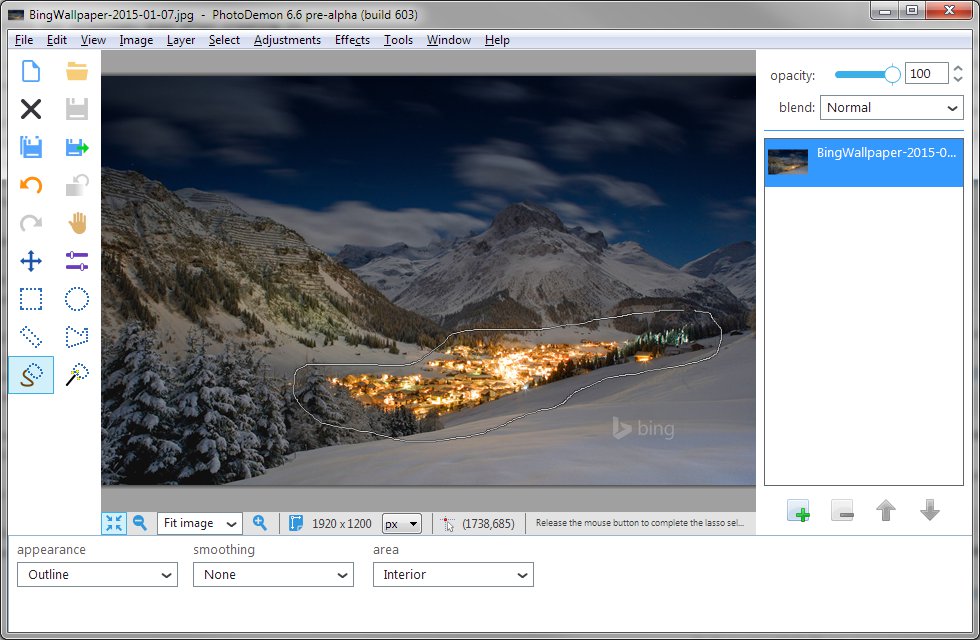 BingWallpaper-2015-01-07.jpg - PhotoDemon 6.6 pre-alpha (build 603)
File Edit View Image Layer Select Adjustments Effects Tools Window Help
opacity: 100
blend: Normal
BingWallpaper-2015-0...
bing
Fit image 1920 x 1200 px (1738,685) Release the mouse button to complete the lasso sel...
appearance smoothing area
Outline None Interior